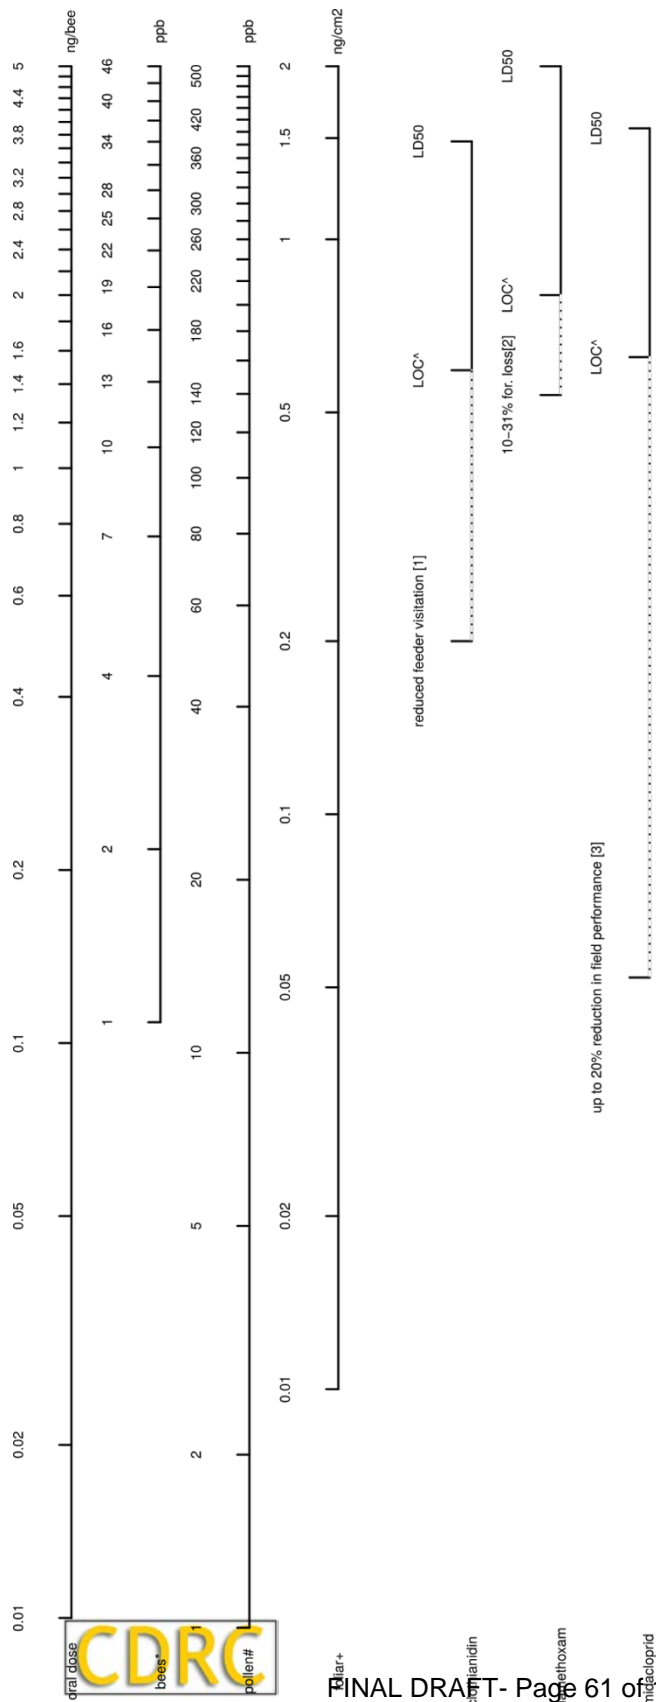 oral dose 0.01 0.02 0.05 0.1 0.2 0.4 0.6 0.8 1 1.2 1.4 1.6 2 2.4 2.8 3.2 3.8 4.4 5 ng/bee
bees* 1 2 4 7 10 13 16 19 22 25 28 34 40 46 ppb
pollen# 1 2 5 10 20 40 60 80 100 120 140 180 220 260 300 360 420 500 ppb
0.01 0.02 0.05 0.1 0.2 0.5 1 1.5 2 ng/cm2
reduced feeder visitation [1] LOC^ LD50
10–31% for. loss[2] LOC^ LD50
up to 20% reduction in field performance [3] LOC^ LD50
CDRC
FINAL DRAFT- Page 61 of